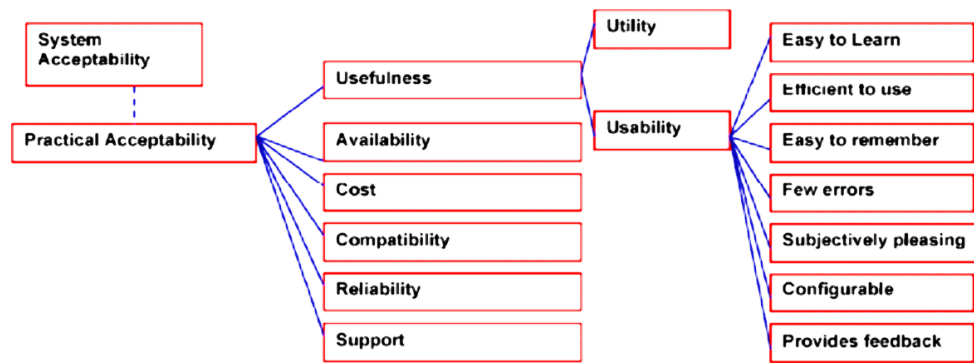 System
Acceptability
Practical Acceptability
Usefulness
Availability
Cost
Compatibility
Reliability
Support
Utility
Usability
Easy to Learn
Efficient to use
Easy to remember
Few errors
Subjectively pleasing
Configurable
Provides feedback